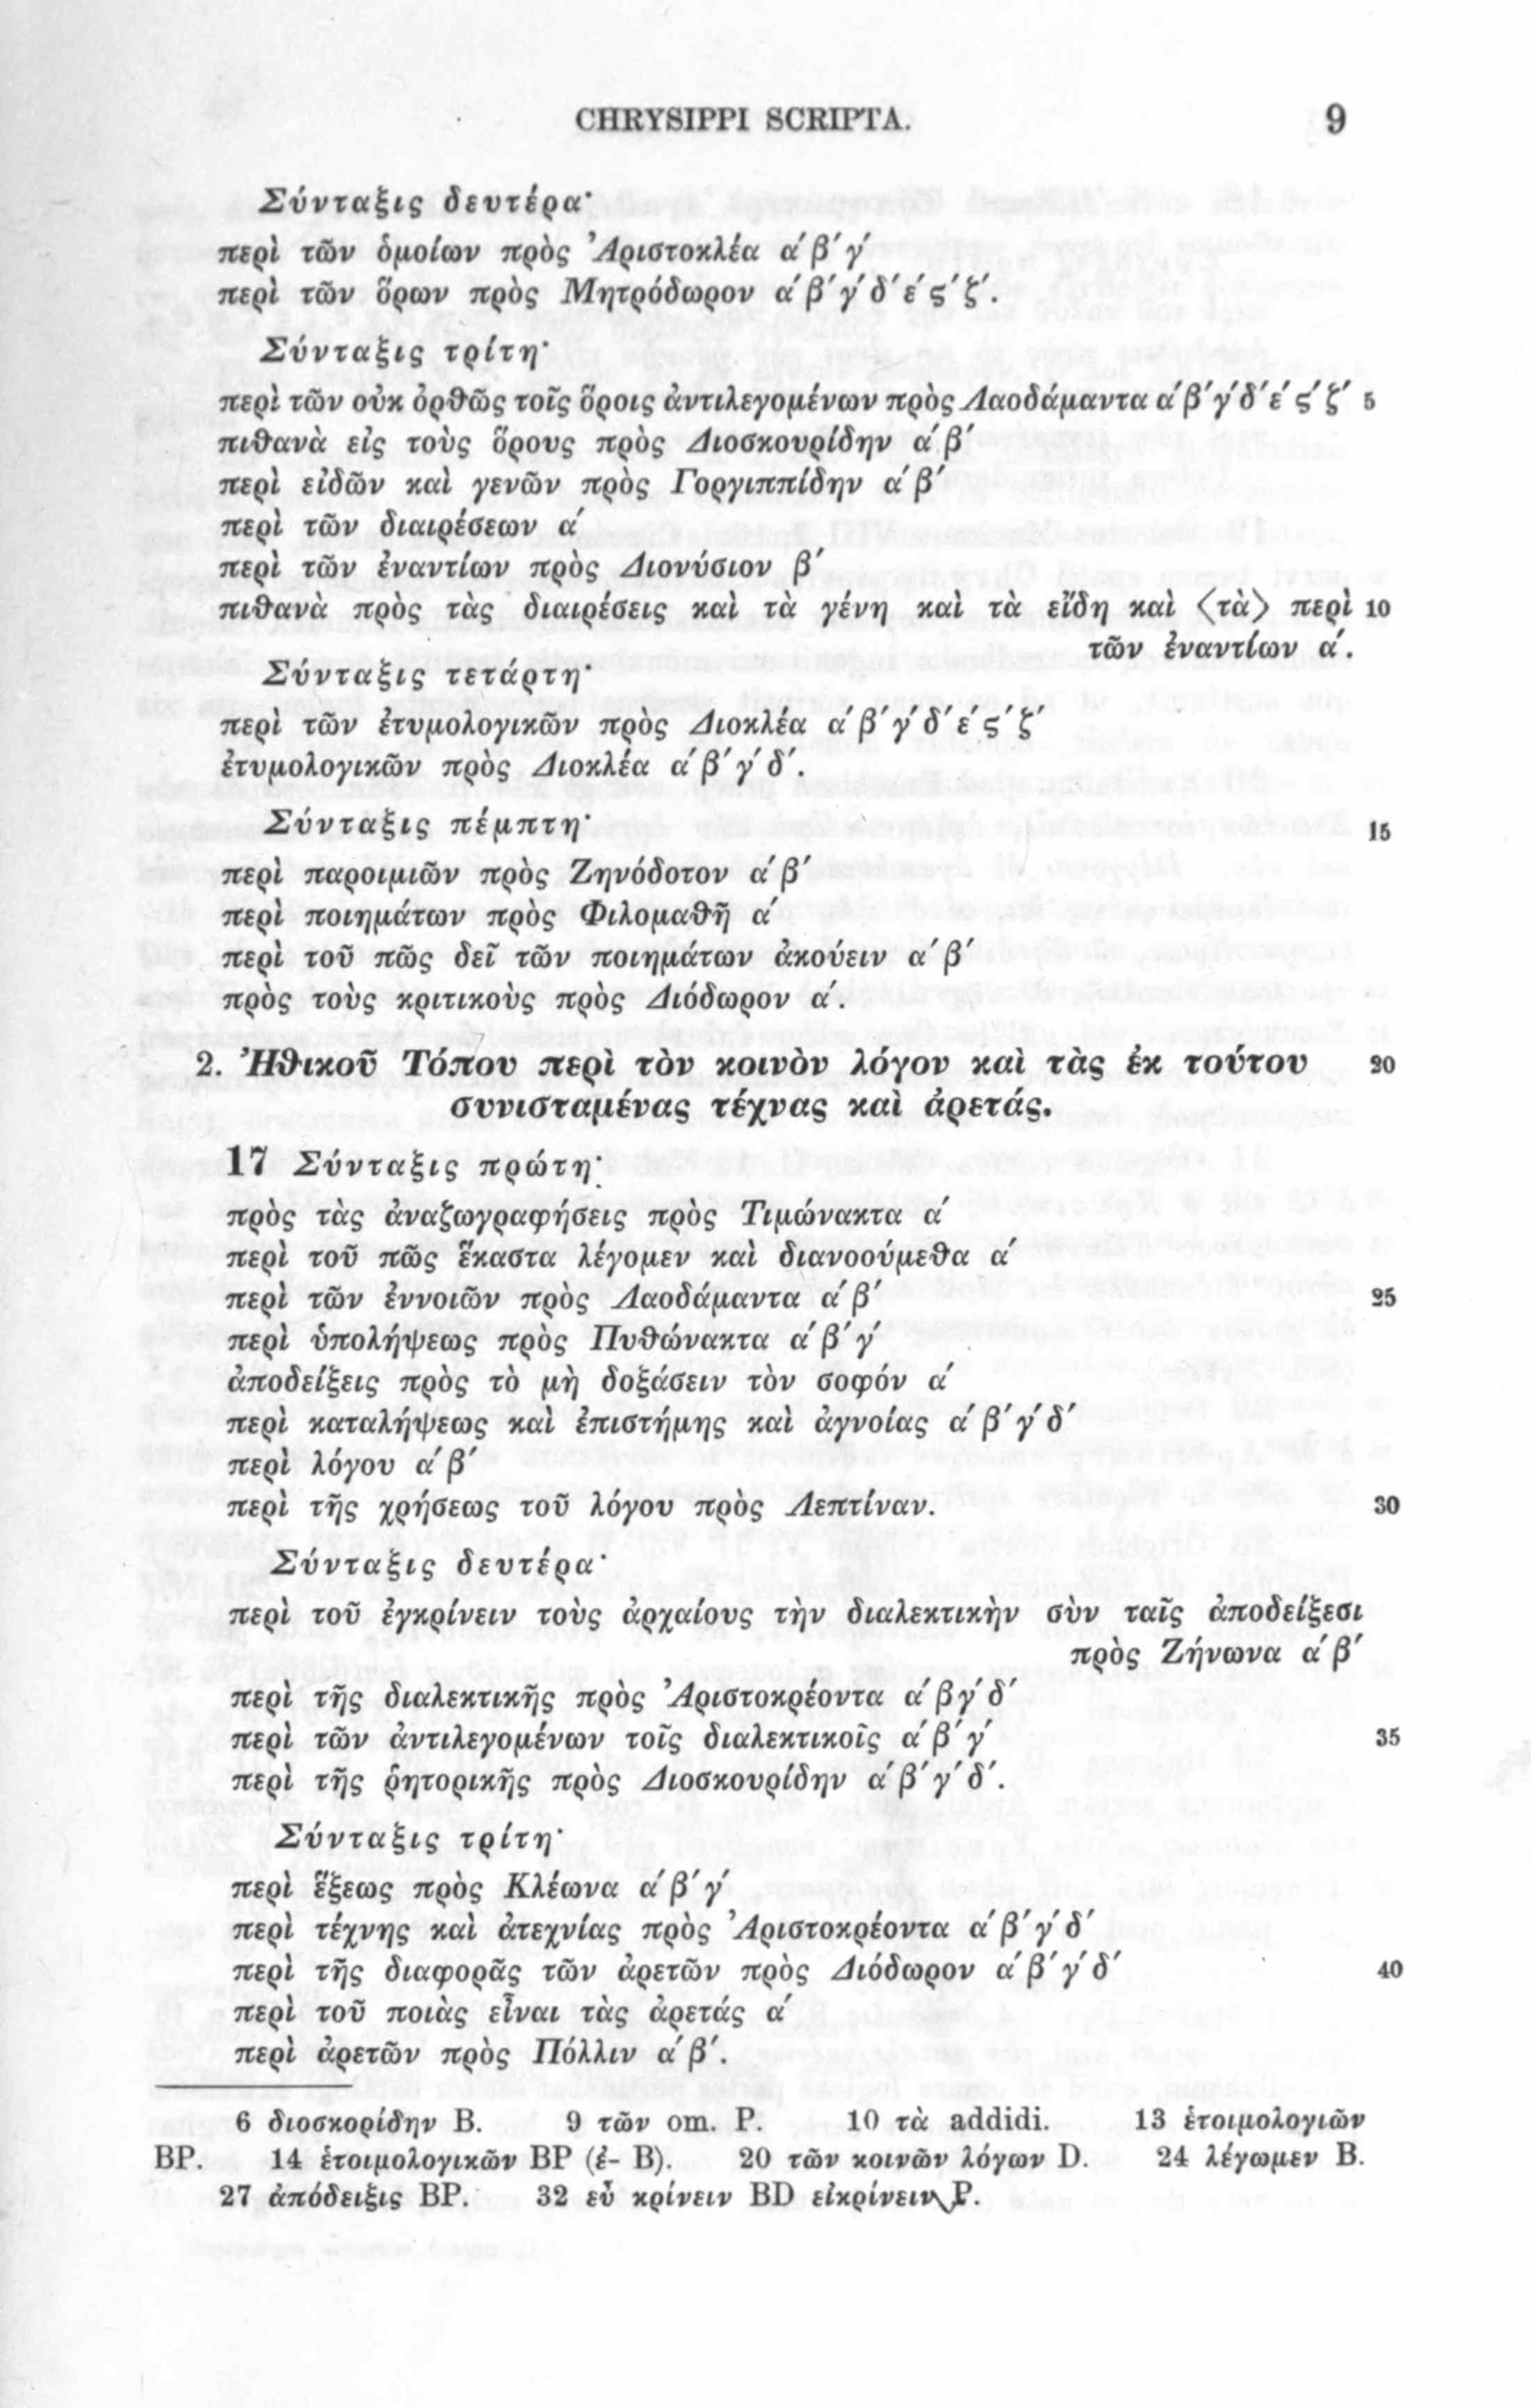 CHRYSIPPI SCRIPTA. 9
Σύνταξις δευτέρα·
περὶ τῶν ὁμοίων πρὸς Ἀριστοκλέα α΄ β΄ γ΄
περὶ τῶν ὅρων πρὸς Μητρόδωρον α΄ β΄ γ΄ δ΄ ε΄ ς΄ ζ΄.
Σύνταξις τρίτη·
περὶ τῶν οὐκ ὀρθῶς τοῖς ὅροις ἀντιλεγομένων πρὸς Λαοδάμαντα α΄ β΄ γ΄ δ΄ ε΄ ς΄ ζ΄ 5
πιθανὰ εἰς τοὺς ὅρους πρὸς Διοσκουρίδην α΄ β΄
περὶ εἰδῶν καὶ γενῶν πρὸς Γοργιππίδην α΄ β΄
περὶ τῶν διαιρέσεων α΄
περὶ τῶν ἐναντίων πρὸς Διονύσιον β΄
πιθανὰ πρὸς τὰς διαιρέσεις καὶ τὰ γένη καὶ τὰ εἴδη καὶ ⟨τὰ⟩ περὶ 10
τῶν ἐναντίων α΄.
Σύνταξις τετάρτη·
περὶ τῶν ἐτυμολογικῶν πρὸς Διοκλέα α΄ β΄ γ΄ δ΄ ε΄ ς΄ ζ΄
ἐτυμολογικῶν πρὸς Διοκλέα α΄ β΄ γ΄ δ΄.
Σύνταξις πέμπτη· 15
περὶ παροιμιῶν πρὸς Ζηνόδοτον α΄ β΄
περὶ ποιημάτων πρὸς Φιλομαθῆ α΄
περὶ τοῦ πῶς δεῖ τῶν ποιημάτων ἀκούειν α΄ β΄
πρὸς τοὺς κριτικοὺς πρὸς Διόδωρον α΄.
2. Ἠθικοῦ Τόπου περὶ τὸν κοινὸν λόγον καὶ τὰς ἐκ τούτου 20
συνισταμένας τέχνας καὶ ἀρετάς.
17 Σύνταξις πρώτη·
πρὸς τὰς ἀναζωγραφήσεις πρὸς Τιμώνακτα α΄
περὶ τοῦ πῶς ἕκαστα λέγομεν καὶ διανοούμεθα α΄
περὶ τῶν ἐννοιῶν πρὸς Λαοδάμαντα α΄ β΄ 25
περὶ ὑπολήψεως πρὸς Πυθώνακτα α΄ β΄ γ΄
ἀποδείξεις πρὸς τὸ μὴ δοξάσειν τὸν σοφόν α΄
περὶ καταλήψεως καὶ ἐπιστήμης καὶ ἀγνοίας α΄ β΄ γ΄ δ΄
περὶ λόγου α΄ β΄
περὶ τῆς χρήσεως τοῦ λόγου πρὸς Λεπτίναν. 30
Σύνταξις δευτέρα·
περὶ τοῦ ἐγκρίνειν τοὺς ἀρχαίους τὴν διαλεκτικὴν σὺν ταῖς ἀποδείξεσι
πρὸς Ζήνωνα α΄ β΄
περὶ τῆς διαλεκτικῆς πρὸς Ἀριστοκρέοντα α΄ β γ΄ δ΄
περὶ τῶν ἀντιλεγομένων τοῖς διαλεκτικοῖς α΄ β΄ γ΄ 35
περὶ τῆς ῥητορικῆς πρὸς Διοσκουρίδην α΄ β΄ γ΄ δ΄.
Σύνταξις τρίτη·
περὶ ἕξεως πρὸς Κλέωνα α΄ β΄ γ΄
περὶ τέχνης καὶ ἀτεχνίας πρὸς Ἀριστοκρέοντα α΄ β΄ γ΄ δ΄
περὶ τῆς διαφορᾶς τῶν ἀρετῶν πρὸς Διόδωρον α΄ β΄ γ΄ δ΄ 40
περὶ τοῦ ποιὰς εἶναι τὰς ἀρετάς α΄
περὶ ἀρετῶν πρὸς Πόλλιν α΄ β΄.
6 διοσκορίδην B. 9 τῶν om. P. 10 τὰ addidi. 13 ἑτοιμολογιῶν
BP. 14 ἑτοιμολογικῶν BP (ἐ- B). 20 τῶν κοινῶν λόγων D. 24 λέγωμεν B.
27 ἀπόδειξις BP. 32 εὖ κρίνειν BD εἰκρίνειν P.